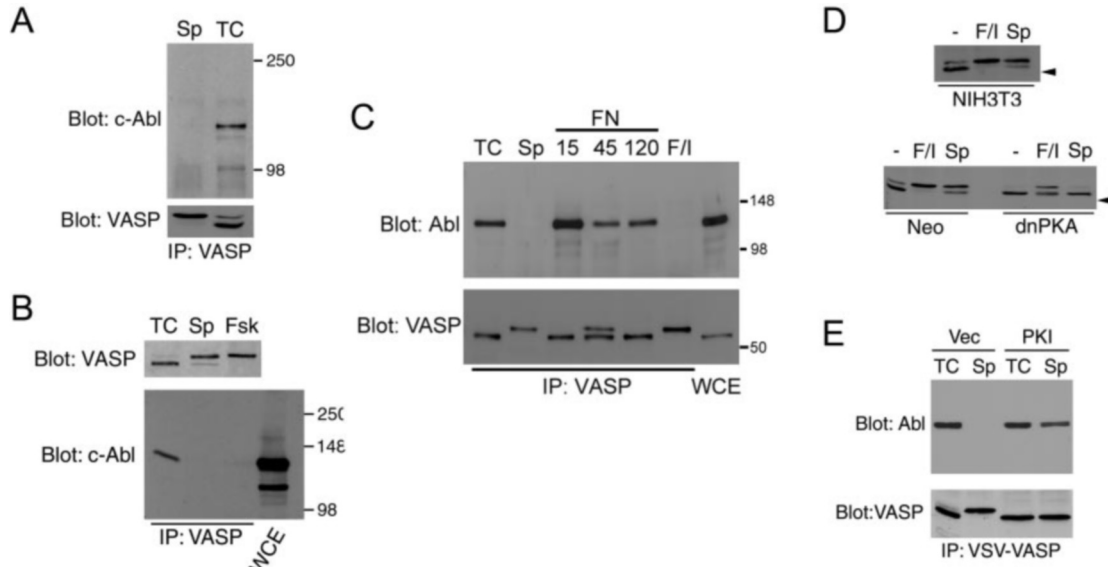 A
Sp TC
250
Blot: c-Abl
98
Blot: VASP
IP: VASP
B
TC Sp Fsk
Blot: VASP
250
148
Blot: c-Abl
98
IP: VASP
WCE
C
FN
TC Sp 15 45 120 F/I
148
Blot: Abl
98
Blot: VASP
50
IP: VASP WCE
D
- F/I Sp
NIH3T3
- F/I Sp - F/I Sp
Neo dnPKA
E
Vec PKI
TC Sp TC Sp
Blot: Abl
Blot:VASP
IP: VSV-VASP